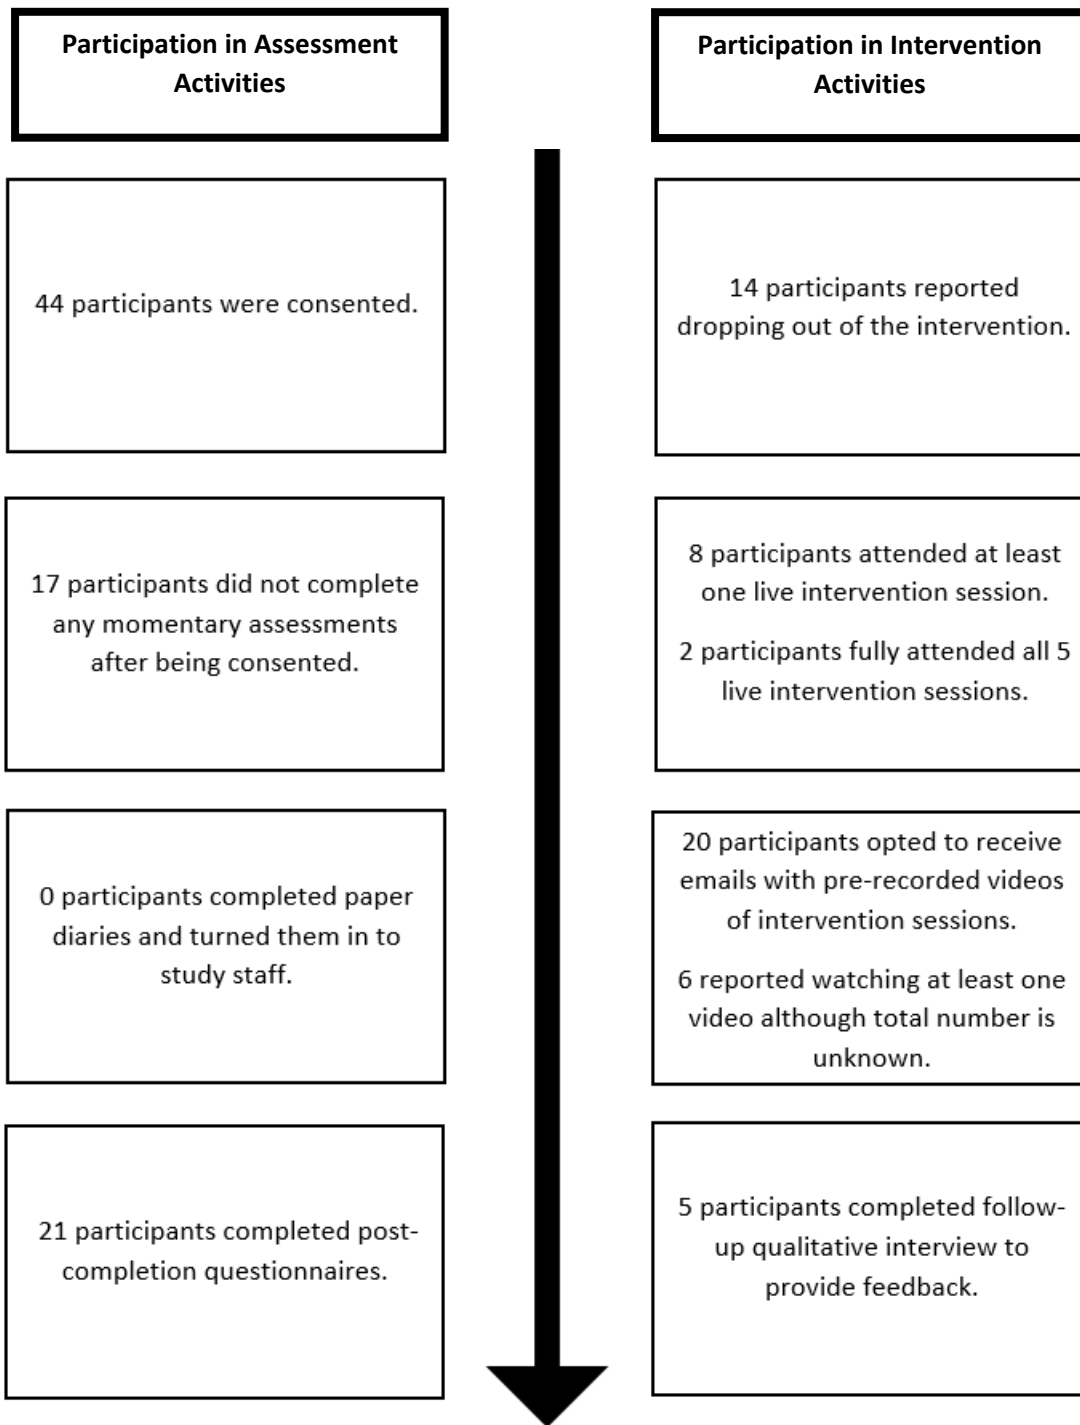 Participation in Assessment
Activities
Participation in Intervention
Activities
44 participants were consented.
14 participants reported
dropping out of the intervention.
17 participants did not complete
any momentary assessments
after being consented.
8 participants attended at least
one live intervention session.
2 participants fully attended all 5
live intervention sessions.
0 participants completed paper
diaries and turned them in to
study staff.
20 participants opted to receive
emails with pre-recorded videos
of intervention sessions.
6 reported watching at least one
video although total number is
unknown.
21 participants completed post-
completion questionnaires.
5 participants completed follow-
up qualitative interview to
provide feedback.